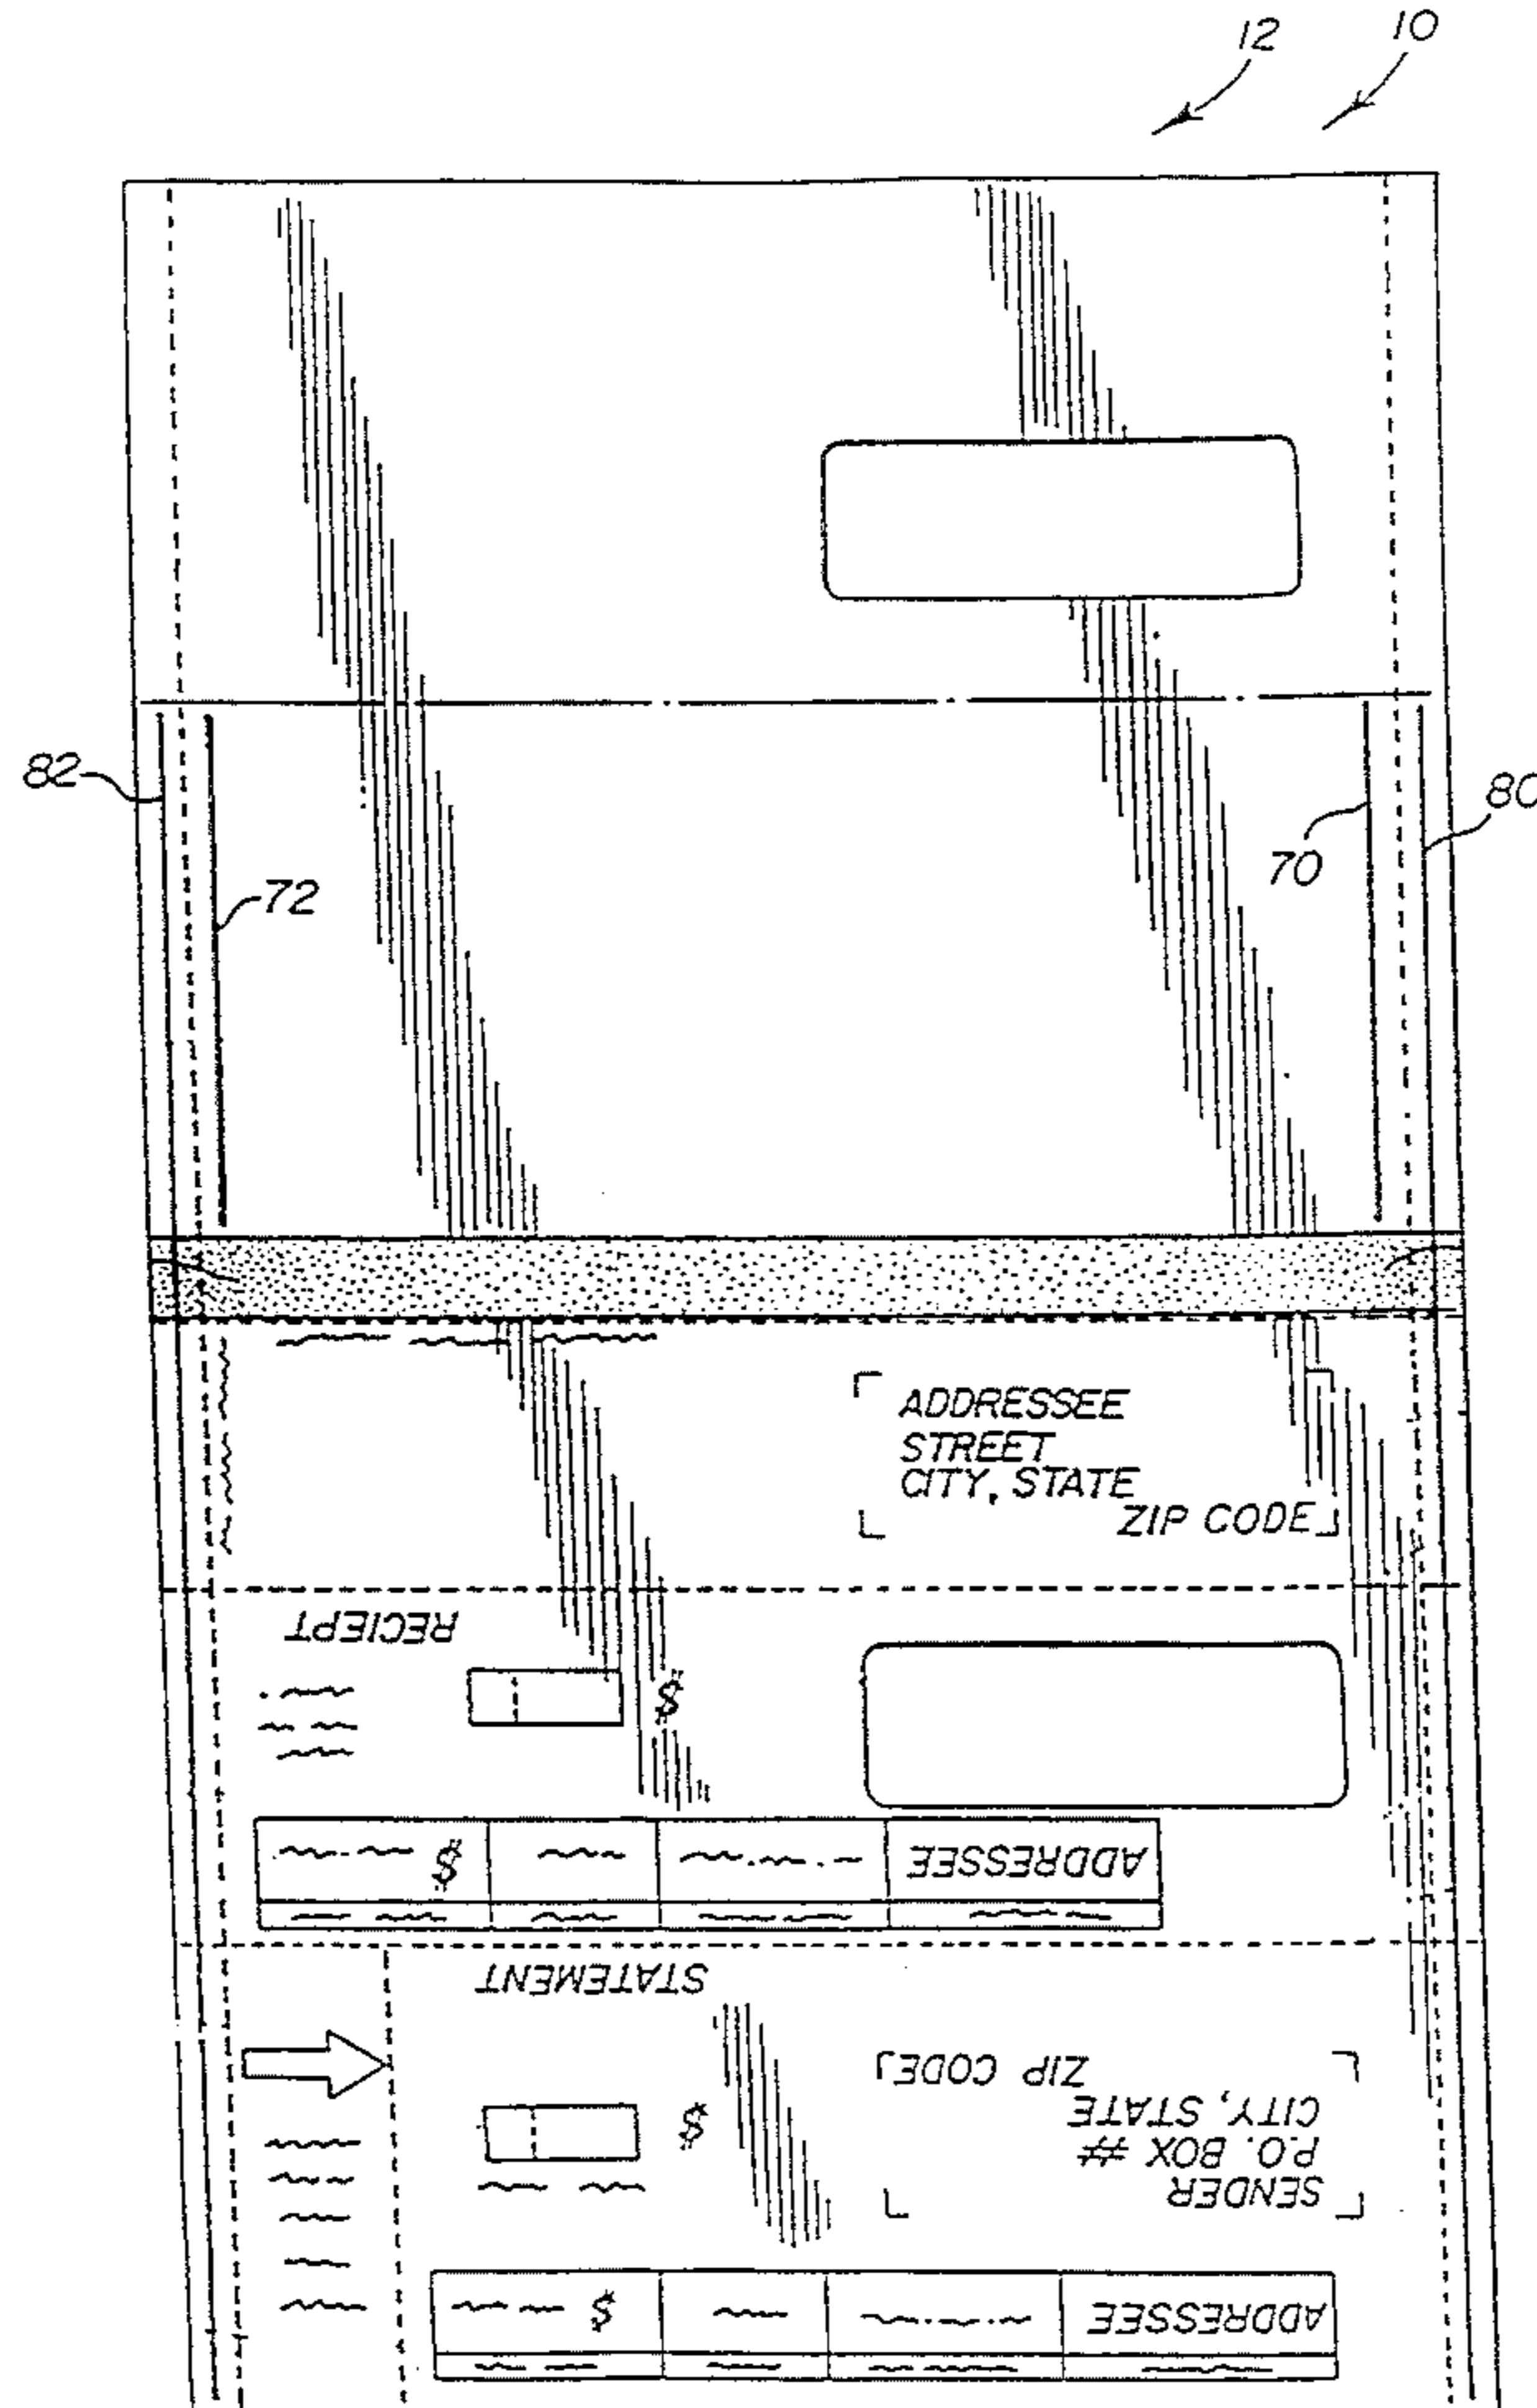 12
10
82
72
70
80
ADDRESSEE
STREET
CITY, STATE
ZIP CODE
RECIEPT
$
ADDRESSEE
$
STATEMENT
$
SENDER
P.O. BOX #
CITY, STATE
ZIP CODE
ADDRESSEE
$